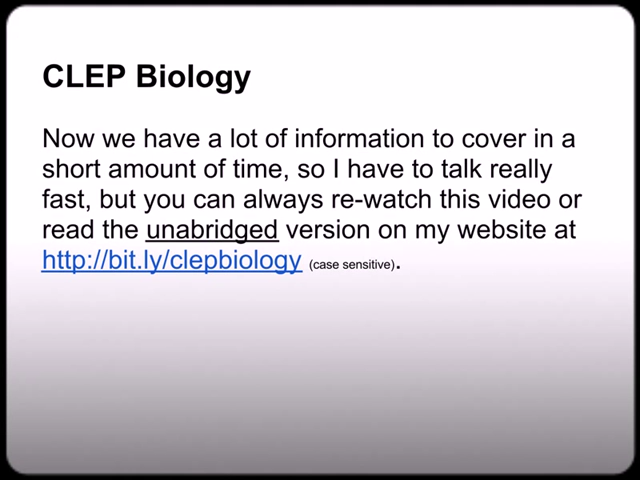 CLEP Biology
Now we have a lot of information to cover in a
short amount of time, so I have to talk really
fast, but you can always re-watch this video or
read the unabridged version on my website at
http://bit.ly/clepbiology (case sensitive).